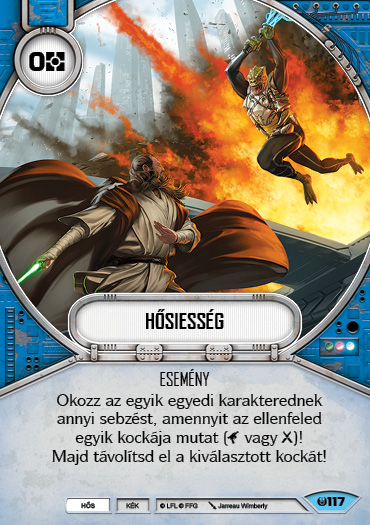 0
HŐSIESSÉG
ESEMÉNY
Okozz az egyik egyedi karakterednek
annyi sebzést, amennyit az ellenfeled
egyik kockája mutat ( vagy )!
Majd távolítsd el a kiválasztott kockát!
HŐS KÉK © LFL © FFG Jarreau Wimberly 117